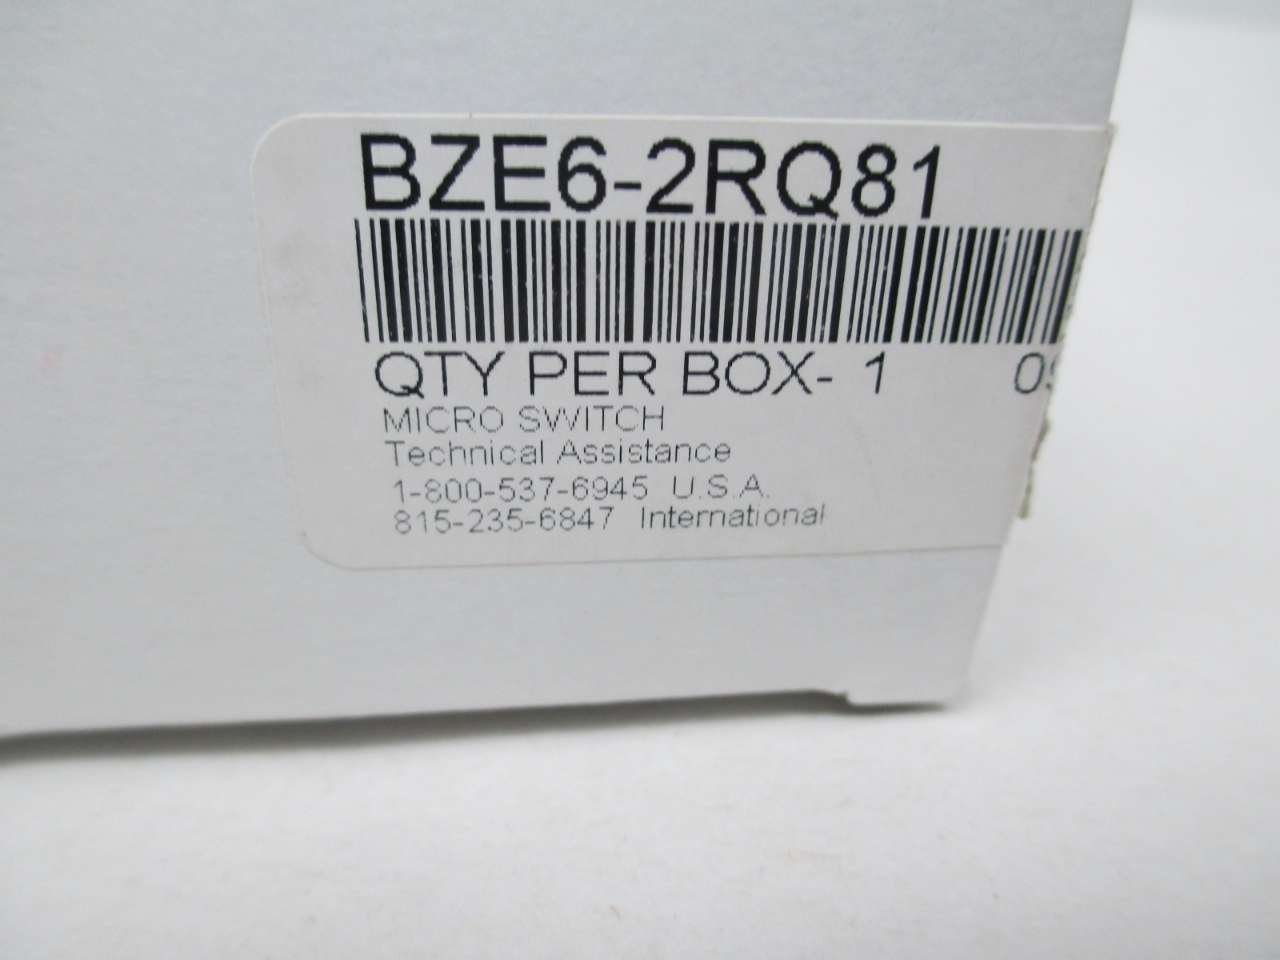 BZE6-2RQ81
QTY PER BOX- 1
MICRO SWITCH
Technical Assistance
1-800-537-6945 U.S.A.
815-235-6847 International